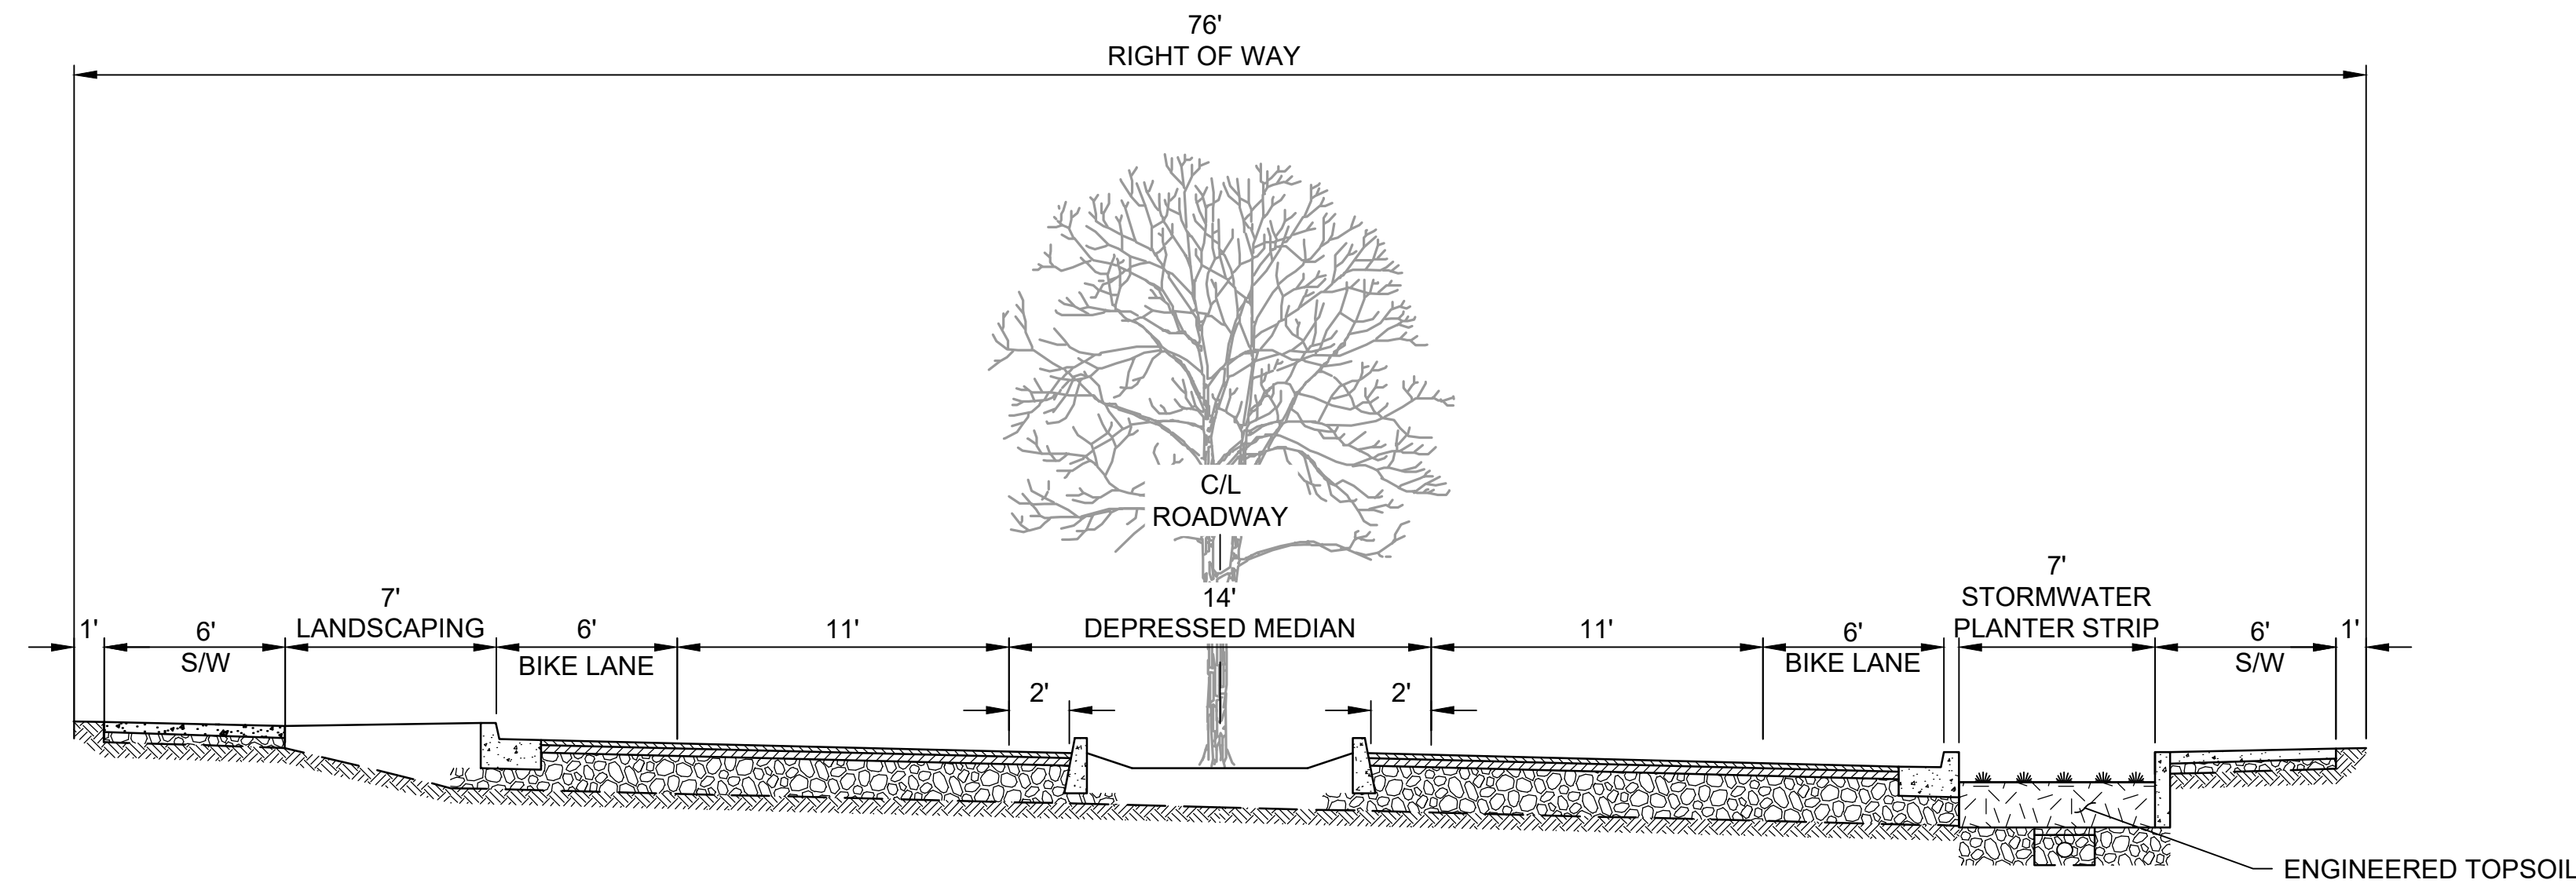 76'
RIGHT OF WAY
C/L
ROADWAY
1'
6'
S/W
7'
LANDSCAPING
6'
BIKE LANE
11'
14'
DEPRESSED MEDIAN
2'
2'
11'
6'
BIKE LANE
7'
STORMWATER
PLANTER STRIP
6'
S/W
1'
ENGINEERED TOPSOIL